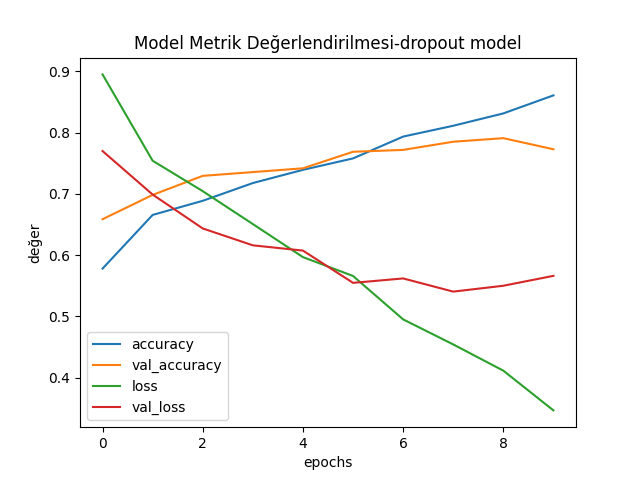 Model Metrik Değerlendirilmesi-dropout model
değer
0.9
0.8
0.7
0.6
0.5
0.4
accuracy
val_accuracy
loss
val_loss
0 2 4 6 8
epochs